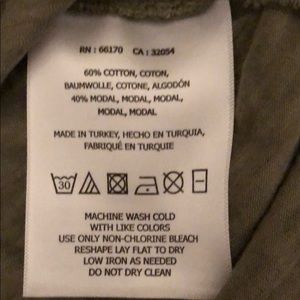 RN : 66170 CA : 32054
60% COTTON, COTON,
BAUMWOLLE, COTONE, ALGODÓN
40% MODAL, MODAL, MODAL,
MODAL, MODAL
MADE IN TURKEY, HECHO EN TURQUIA,
FABRIQUÉ EN TURQUIE
30
MACHINE WASH COLD
WITH LIKE COLORS
USE ONLY NON-CHLORINE BLEACH
RESHAPE LAY FLAT TO DRY
LOW IRON AS NEEDED
DO NOT DRY CLEAN